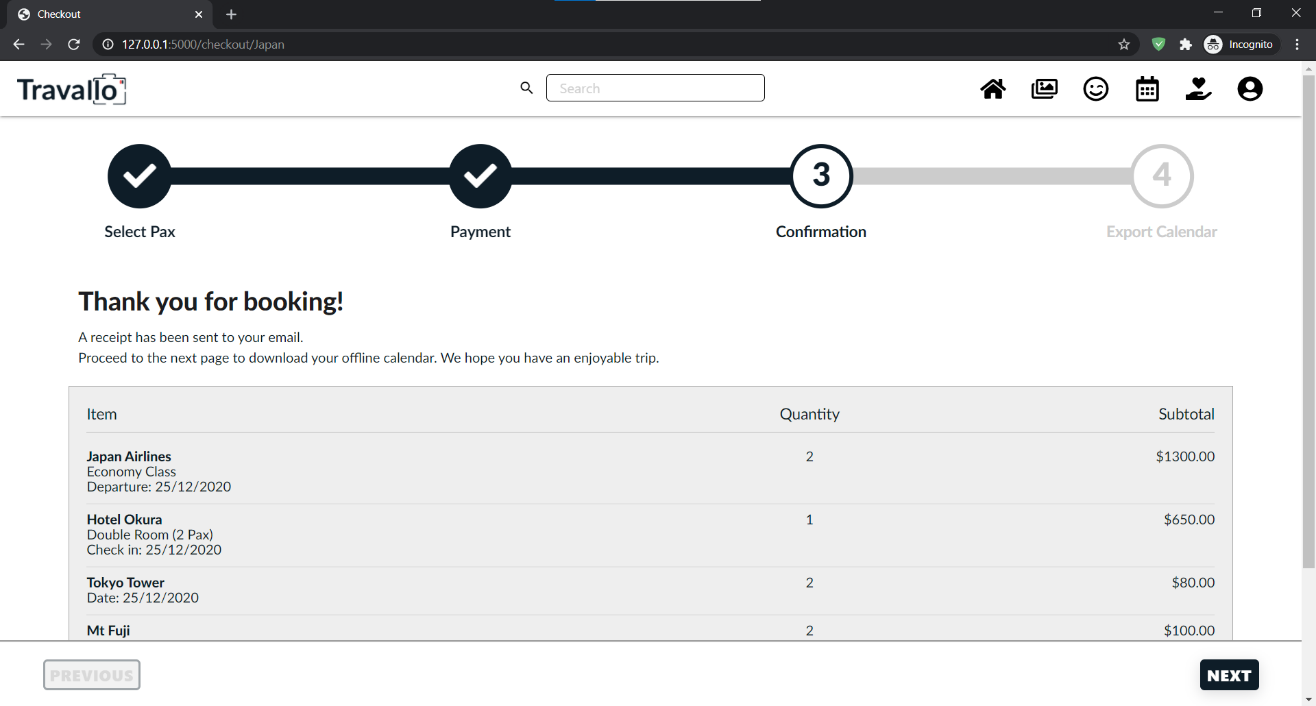 Checkout
127.0.0.1:5000/checkout/Japan
Incognito
Travallo
Search
3
4
Select Pax
Payment
Confirmation
Export Calendar
Thank you for booking!
A receipt has been sent to your email.
Proceed to the next page to download your offline calendar. We hope you have an enjoyable trip.
Item Quantity Subtotal
Japan Airlines 2 $1300.00
Economy Class
Departure: 25/12/2020
Hotel Okura 1 $650.00
Double Room (2 Pax)
Check in: 25/12/2020
Tokyo Tower 2 $80.00
Date: 25/12/2020
Mt Fuji 2 $100.00
PREVIOUS
NEXT